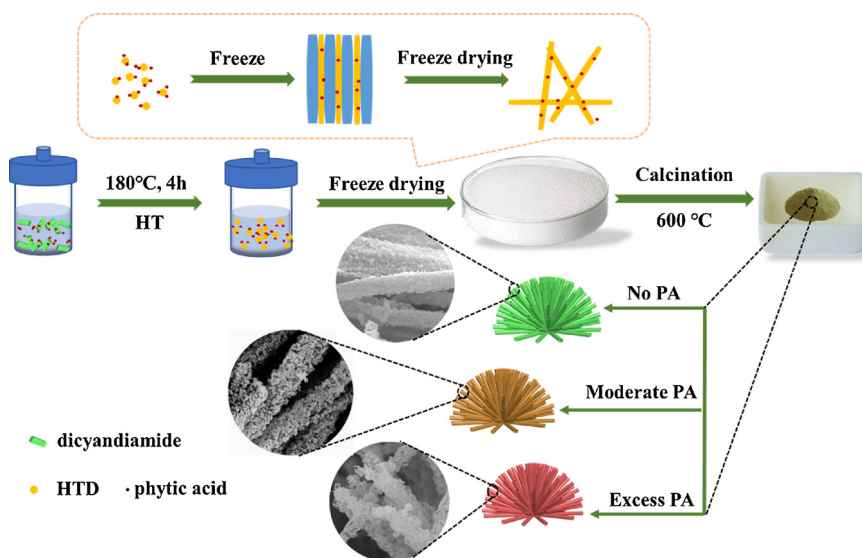 Freeze
Freeze drying
180°C, 4h
HT
Freeze drying
Calcination
600 °C
No PA
Moderate PA
Excess PA
dicyandiamide
HTD
phytic acid